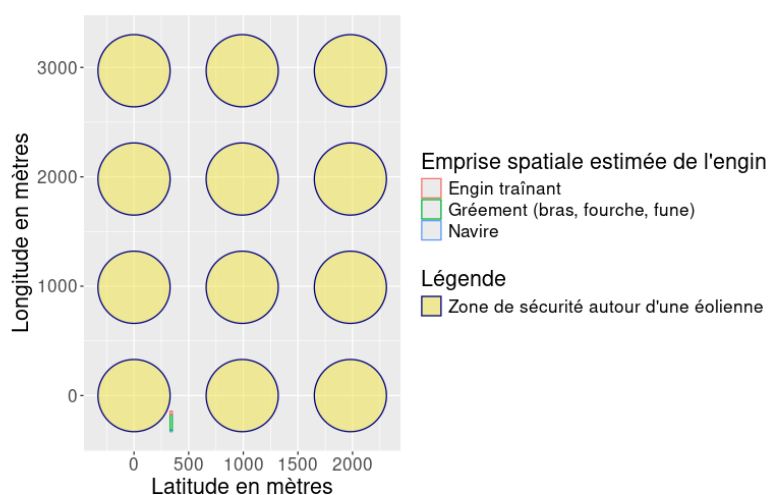 3000
2000
1000
0
Longitude en mètres
0 500 1000 1500 2000
Latitude en mètres
Emprise spatiale estimée de l'engin
Engin traînant
Gréement (bras, fourche, fune)
Navire
Légende
Zone de sécurité autour d'une éolienne